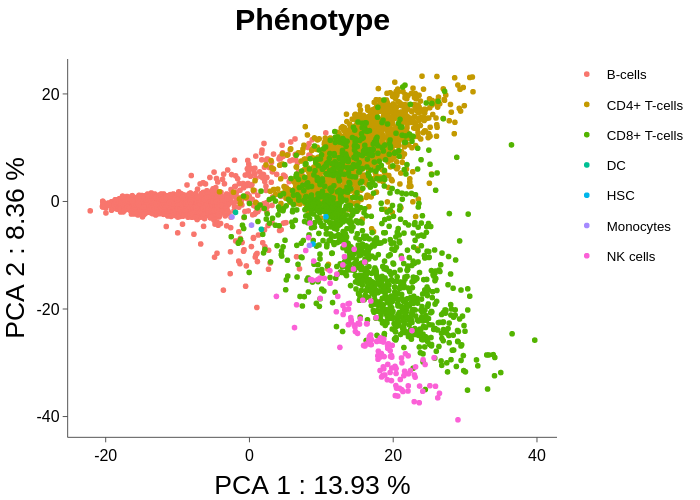 Phénotype
PCA 2 : 8.36 %
20
0
-20
-40
-20
0
20
40
PCA 1 : 13.93 %
B-cells
CD4+ T-cells
CD8+ T-cells
DC
HSC
Monocytes
NK cells